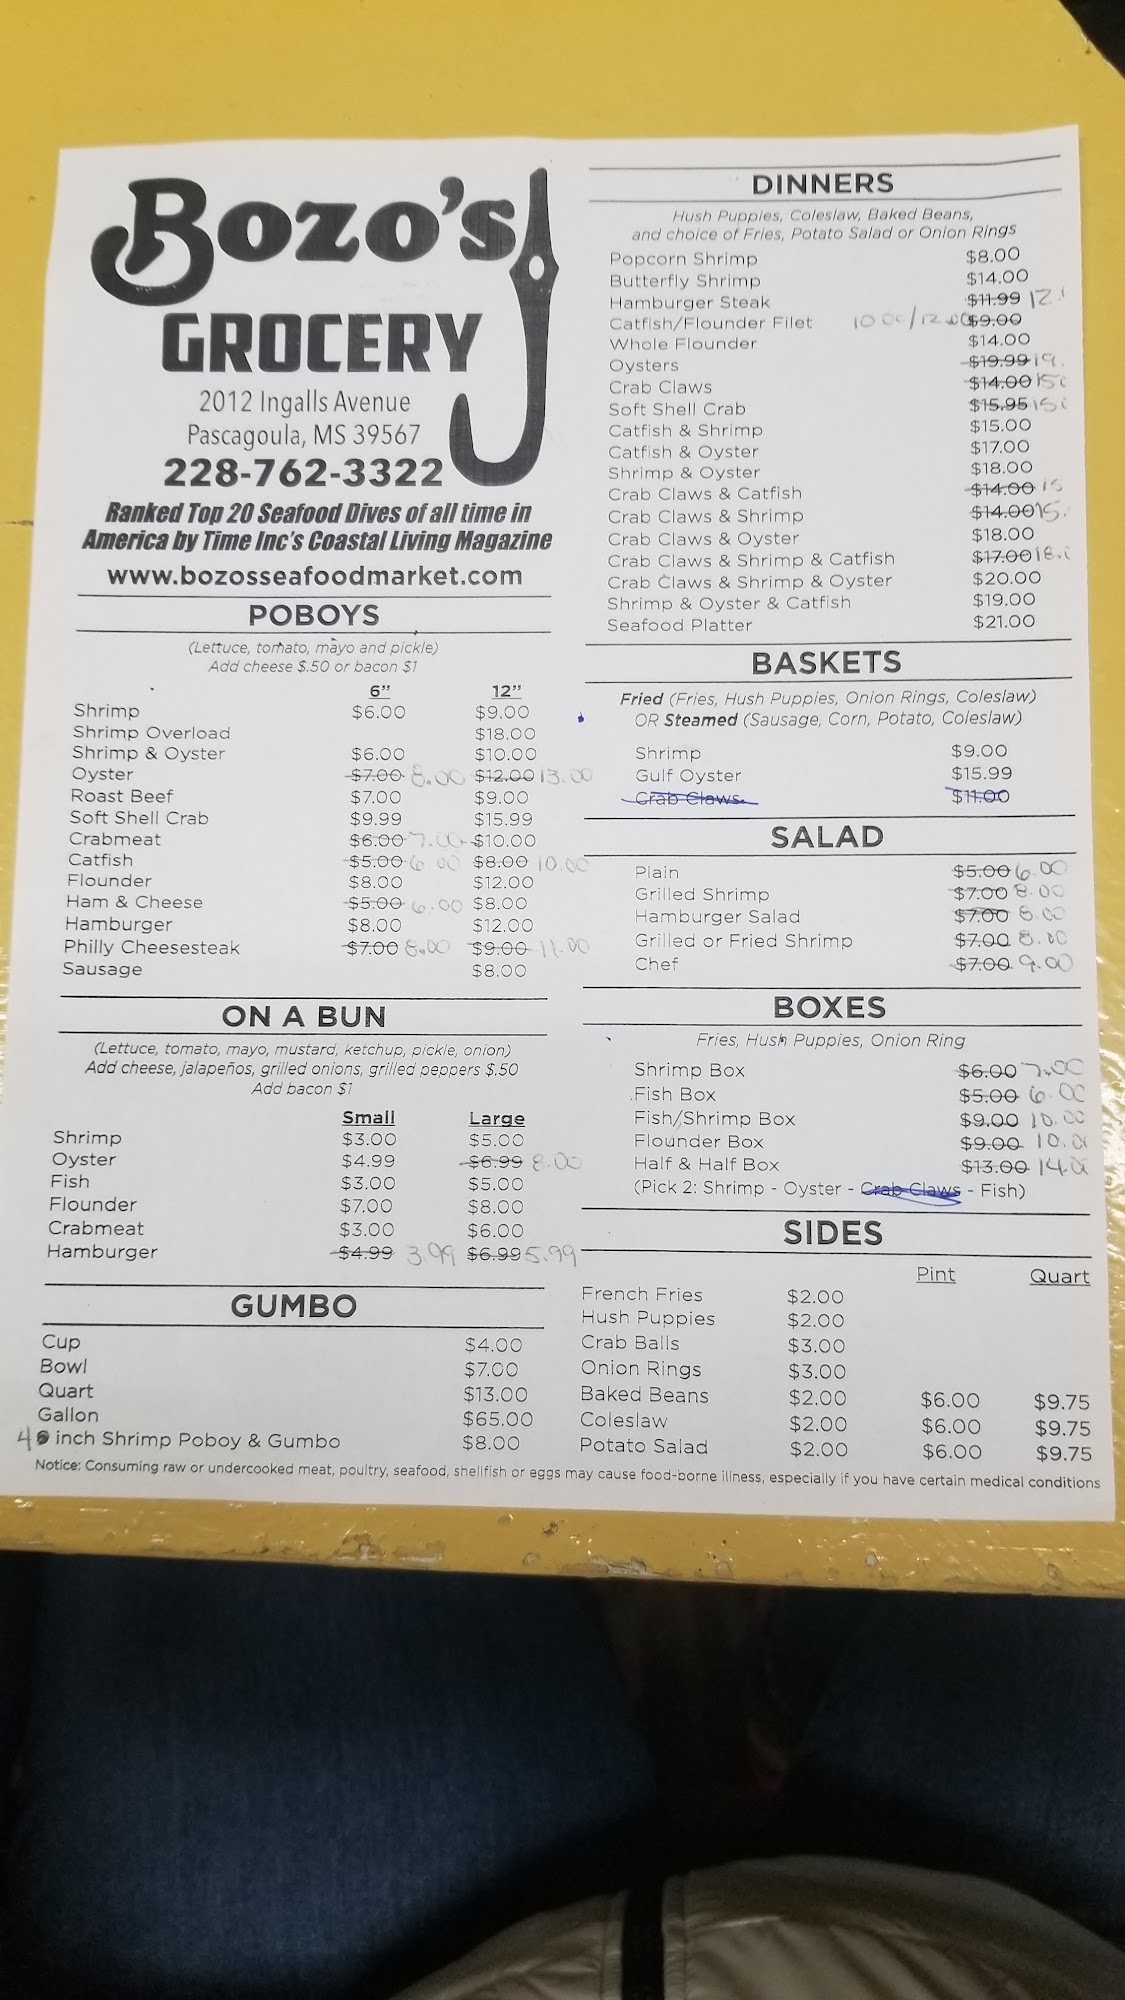 Bozo's
GROCERY
2012 Ingalls Avenue
Pascagoula, MS 39567
228-762-3322
Ranked Top 20 Seafood Dives of all time in
America by Time Inc's Coastal Living Magazine
www.bozosseafoodmarket.com
POBOYS
(Lettuce, tomato, mayo and pickle)
Add cheese $.50 or bacon $1
6" 12"
Shrimp $6.00 $9.00
Shrimp Overload $18.00
Shrimp & Oyster $6.00 $10.00
Oyster $7.00 8.00 $12.00 13.00
Roast Beef $7.00 $9.00
Soft Shell Crab $9.99 $15.99
Crabmeat $6.00 7.00 $10.00
Catfish $5.00 6.00 $8.00 10.00
Flounder $8.00 $12.00
Ham & Cheese $5.00 6.00 $8.00
Hamburger $8.00 $12.00
Philly Cheesesteak $7.00 8.00 $9.00 11.00
Sausage $8.00
ON A BUN
(Lettuce, tomato, mayo, mustard, ketchup, pickle, onion)
Add cheese, jalapeños, grilled onions, grilled peppers $.50
Add bacon $1
Small Large
Shrimp $3.00 $5.00
Oyster $4.99 $6.99 8.00
Fish $3.00 $5.00
Flounder $7.00 $8.00
Crabmeat $3.00 $6.00
Hamburger $4.99 3.99 $6.99 5.99
GUMBO
Cup $4.00
Bowl $7.00
Quart $13.00
Gallon $65.00
4 inch Shrimp Poboy & Gumbo $8.00
DINNERS
Hush Puppies, Coleslaw, Baked Beans,
and choice of Fries, Potato Salad or Onion Rings
Popcorn Shrimp $8.00
Butterfly Shrimp $14.00
Hamburger Steak $11.99 12.
Catfish/Flounder Filet 10.00/12.00 $9.00
Whole Flounder $14.00
Oysters $19.99 19.
Crab Claws $14.00 15
Soft Shell Crab $15.95 15
Catfish & Shrimp $15.00
Catfish & Oyster $17.00
Shrimp & Oyster $18.00
Crab Claws & Catfish $14.00 15
Crab Claws & Shrimp $14.00 15.
Crab Claws & Oyster $18.00
Crab Claws & Shrimp & Catfish $17.00 18.
Crab Claws & Shrimp & Oyster $20.00
Shrimp & Oyster & Catfish $19.00
Seafood Platter $21.00
BASKETS
Fried (Fries, Hush Puppies, Onion Rings, Coleslaw)
OR Steamed (Sausage, Corn, Potato, Coleslaw)
Shrimp $9.00
Gulf Oyster $15.99
Crab Claws $11.00
SALAD
Plain $5.00 6.00
Grilled Shrimp $7.00 8.00
Hamburger Salad $7.00 8.00
Grilled or Fried Shrimp $7.00 8.00
Chef $7.00 9.00
BOXES
Fries, Hush Puppies, Onion Ring
Shrimp Box $6.00 7.00
Fish Box $5.00 6.00
Fish/Shrimp Box $9.00 10.00
Flounder Box $9.00 10.00
Half & Half Box $13.00 14.00
(Pick 2: Shrimp - Oyster - Crab Claws - Fish)
SIDES
Pint Quart
French Fries $2.00
Hush Puppies $2.00
Crab Balls $3.00
Onion Rings $3.00
Baked Beans $2.00 $6.00 $9.75
Coleslaw $2.00 $6.00 $9.75
Potato Salad $2.00 $6.00 $9.75
Notice: Consuming raw or undercooked meat, poultry, seafood, shellfish or eggs may cause food-borne illness, especially if you have certain medical conditions